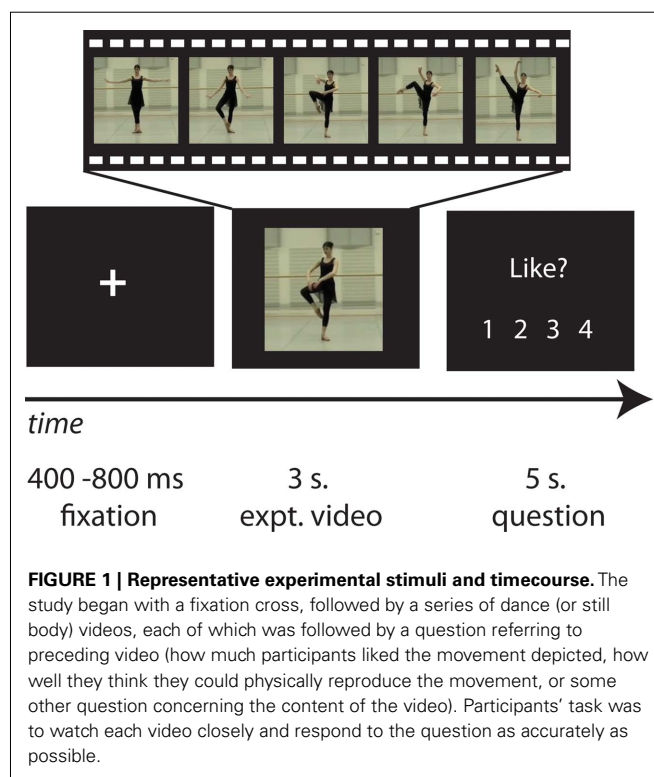 +
Like?
1 2 3 4
time
400 -800 ms
fixation
3 s.
expt. video
5 s.
question
FIGURE 1 | Representative experimental stimuli and timecourse. The
study began with a fixation cross, followed by a series of dance (or still
body) videos, each of which was followed by a question referring to
preceding video (how much participants liked the movement depicted, how
well they think they could physically reproduce the movement, or some
other question concerning the content of the video). Participants’ task was
to watch each video closely and respond to the question as accurately as
possible.